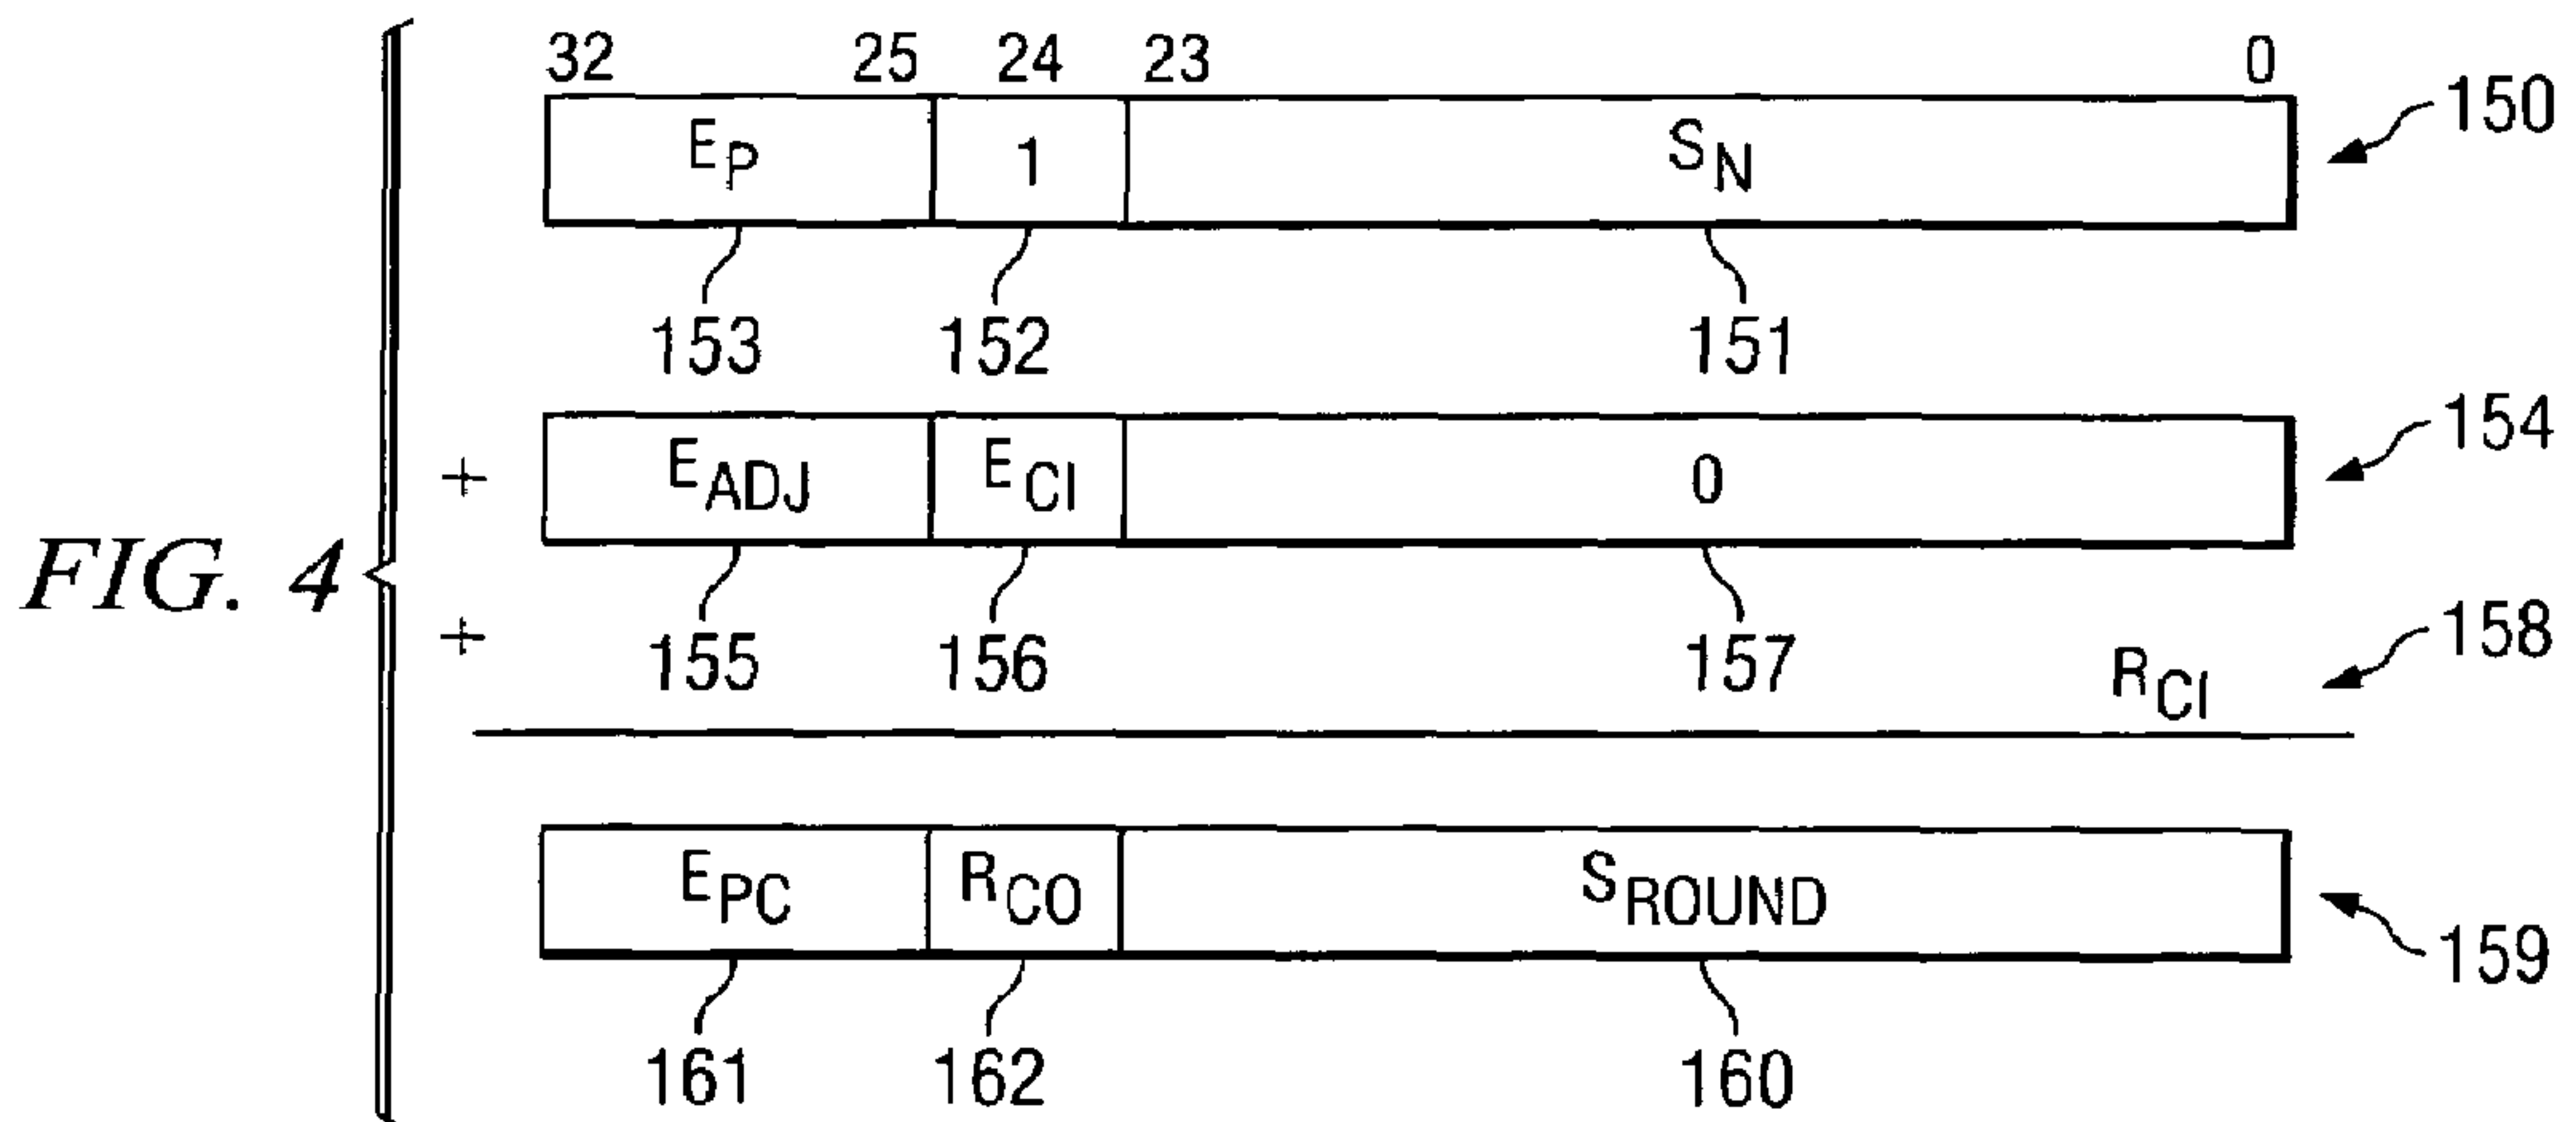 32 25 24 23 0
E_P 1 S_N 150
153 152 151
+ E_ADJ E_CI 0 154
FIG. 4
+ 155 156 157 R_CI 158
E_PC R_CO S_ROUND 159
161 162 160